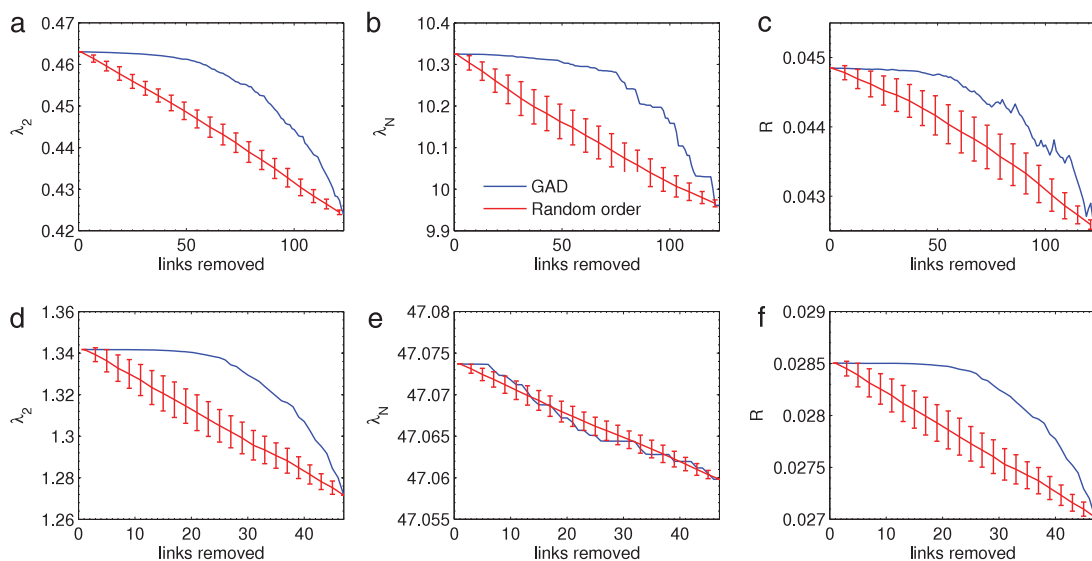 a
0.47
0.46
0.45
0.44
0.43
0.42
λ2
0
50
100
links removed
b
10.4
10.3
10.2
10.1
10
9.9
λN
GAD
Random order
0
50
100
links removed
c
0.045
0.044
0.043
R
0
50
100
links removed
d
1.36
1.34
1.32
1.3
1.28
1.26
λ2
0
10
20
30
40
links removed
e
47.08
47.075
47.07
47.065
47.06
47.055
λN
0
10
20
30
40
links removed
f
0.029
0.0285
0.028
0.0275
0.027
R
0
10
20
30
40
links removed